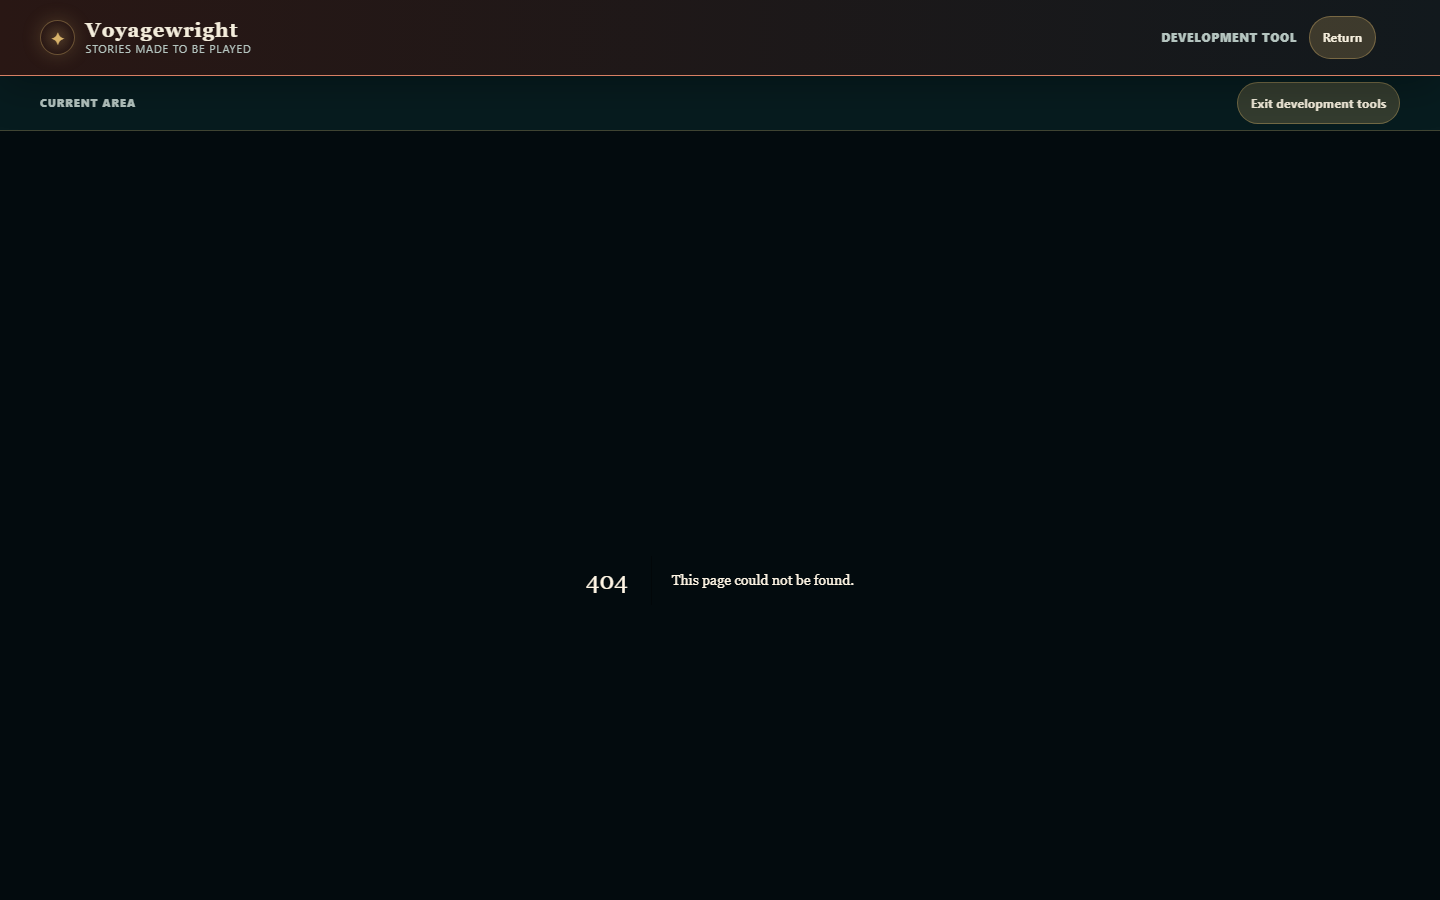 Voyagewright
STORIES MADE TO BE PLAYED
DEVELOPMENT TOOL
Return
CURRENT AREA
Exit development tools
404
This page could not be found.